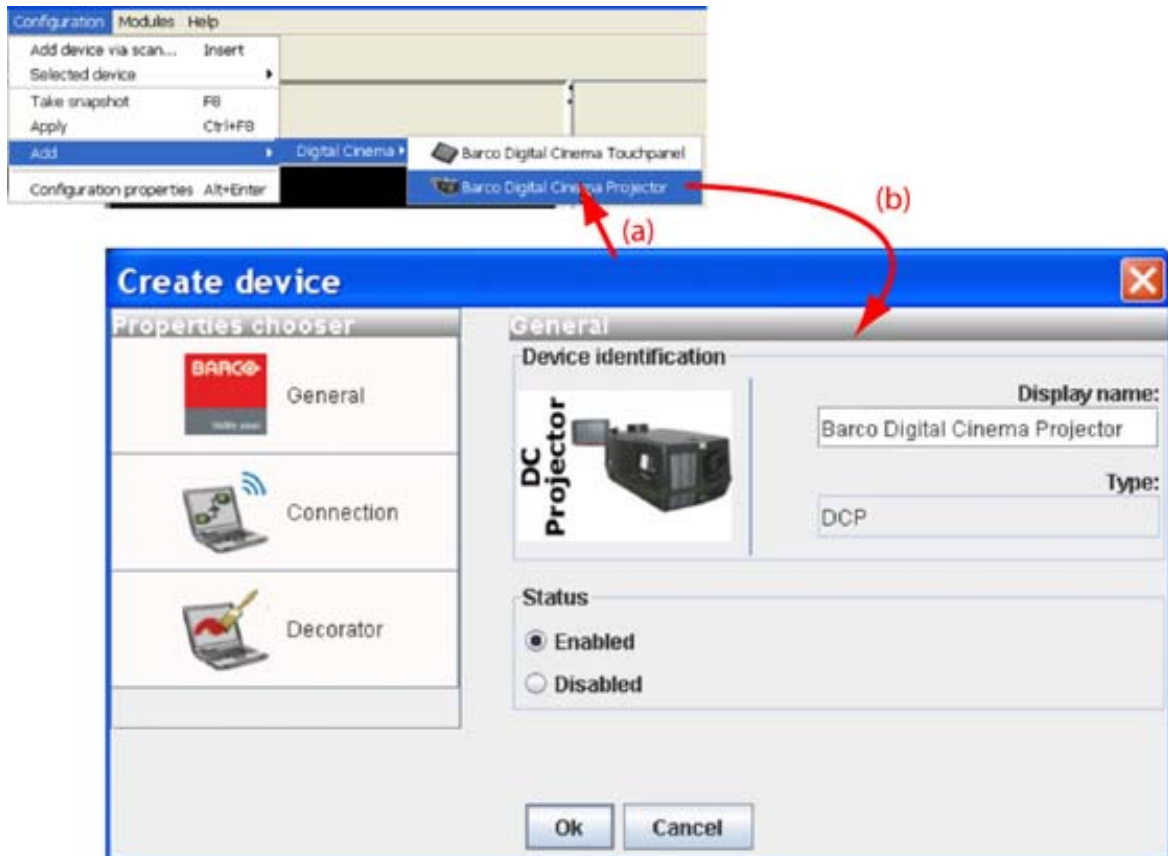 Configuration Modules Help
Add device via scan... Insert
Selected device
Take snapshot F8
Apply Ctrl+F8
Add
Digital Cinema
Barco Digital Cinema Touchpanel
Barco Digital Cinema Projector
Configuration properties Alt+Enter
(a)
(b)
Create device
Properties chooser
BARCO
General
Connection
Decorator
General
Device identification
DC
Projector
Display name:
Barco Digital Cinema Projector
Type:
DCP
Status
Enabled
Disabled
Ok Cancel